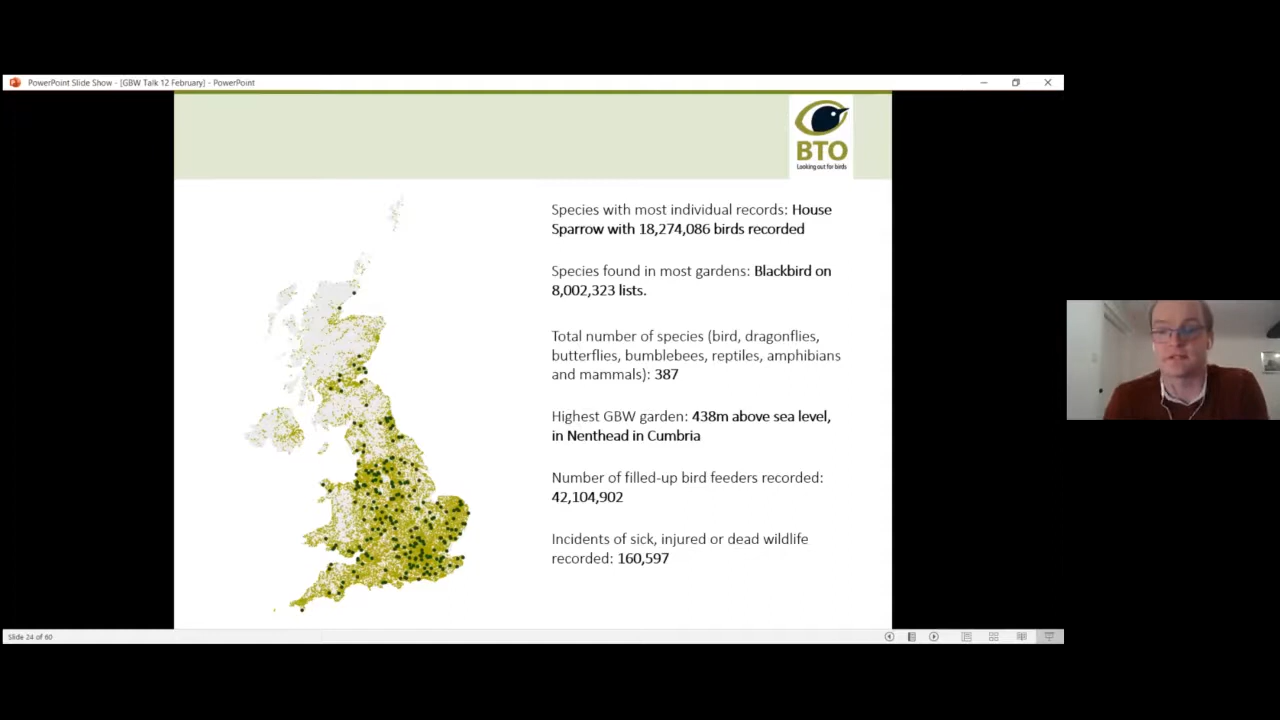 PowerPoint Slide Show - [GBW Talk 12 February] - PowerPoint
BTO
Looking out for birds
Species with most individual records: House
Sparrow with 18,274,086 birds recorded
Species found in most gardens: Blackbird on
8,002,323 lists.
Total number of species (bird, dragonflies,
butterflies, bumblebees, reptiles, amphibians
and mammals): 387
Highest GBW garden: 438m above sea level,
in Nenthead in Cumbria
Number of filled-up bird feeders recorded:
42,104,902
Incidents of sick, injured or dead wildlife
recorded: 160,597
Slide 24 of 60